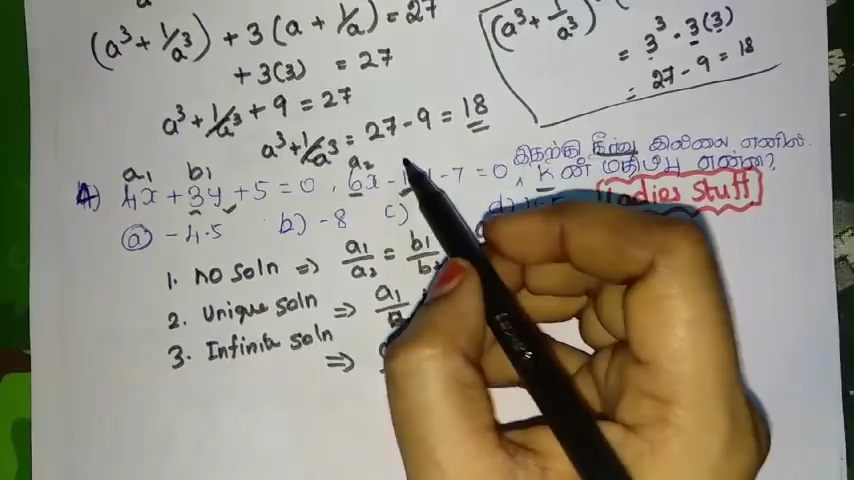 (a³ + 1/a³) + 3(a + 1/a) = 27
+ 3(3) = 27
a³ + 1/a³ + 9 = 27
a³ + 1/a³ = 27 - 9 = 18
(a³ + 1/a³)
= 3³ - 3(3)
= 27 - 9 = 18
a₁ b₁ a₂
4) 4x + 3y + 5 = 0, 6x - - 7 = 0, K ன் மதிப்பு என்ன?
இதற்கு தீர்வு இல்லை எனில்
Ladies Stuff
a) -4.5 b) -8 c) d)
1. no soln ⇒ a₁/a₂ = b₁/b
2. Unique soln ⇒ a₁/
3. Infinite soln
⇒